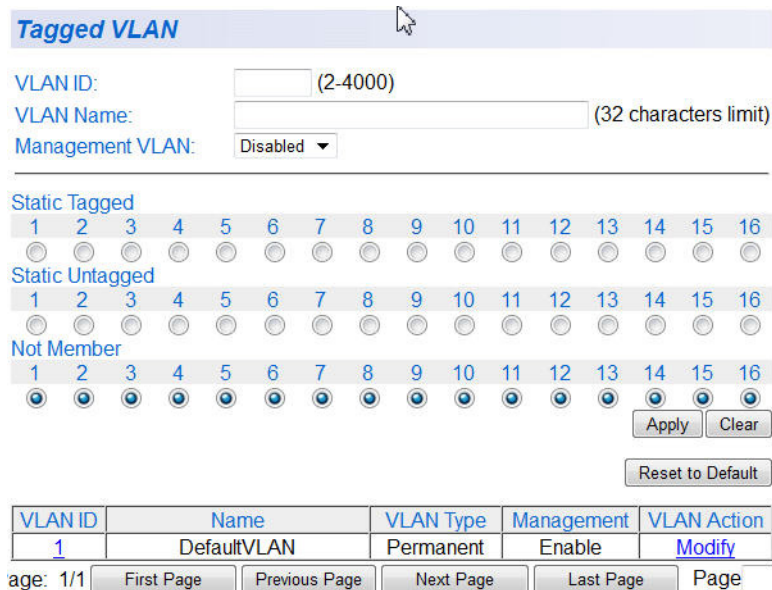 Tagged VLAN
VLAN ID: (2-4000)
VLAN Name: (32 characters limit)
Management VLAN: Disabled
Static Tagged
1 2 3 4 5 6 7 8 9 10 11 12 13 14 15 16
Static Untagged
1 2 3 4 5 6 7 8 9 10 11 12 13 14 15 16
Not Member
1 2 3 4 5 6 7 8 9 10 11 12 13 14 15 16
Apply Clear
Reset to Default
VLAN ID Name VLAN Type Management VLAN Action
1 DefaultVLAN Permanent Enable Modify
age: 1/1 First Page Previous Page Next Page Last Page Page